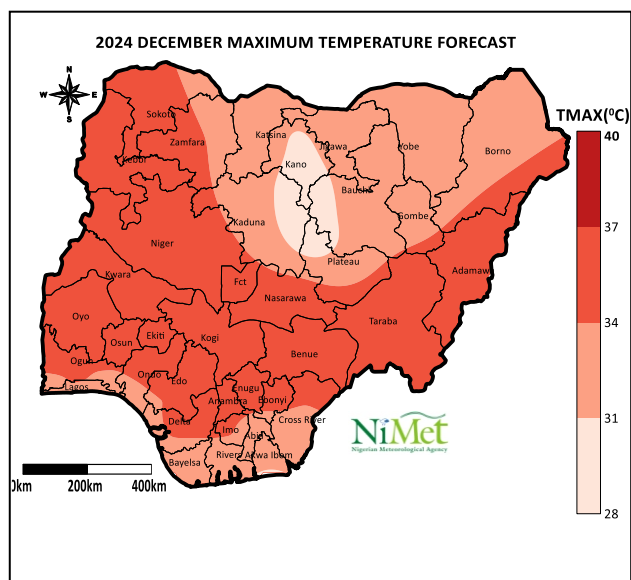 2024 DECEMBER MAXIMUM TEMPERATURE FORECAST
N
W E
S
TMAX(⁰C)
40
37
34
31
28
Sokoto
Zamfara
Katsina
Jigawa
Yobe
Borno
Kebbi
Kano
Bauchi
Gombe
Kaduna
Niger
Plateau
Adamaw
Kwara
Fct
Nasarawa
Taraba
Oyo
Osun
Ekiti
Kogi
Benue
Ogun
Ondo
Edo
Enugu
Ebonyi
Lagos
Anambra
Delta
Imo
Abia
Cross River
Bayelsa
Rivers
Akwa Ibom
NiMet
Nigerian Meteorological Agency
0km 200km 400km